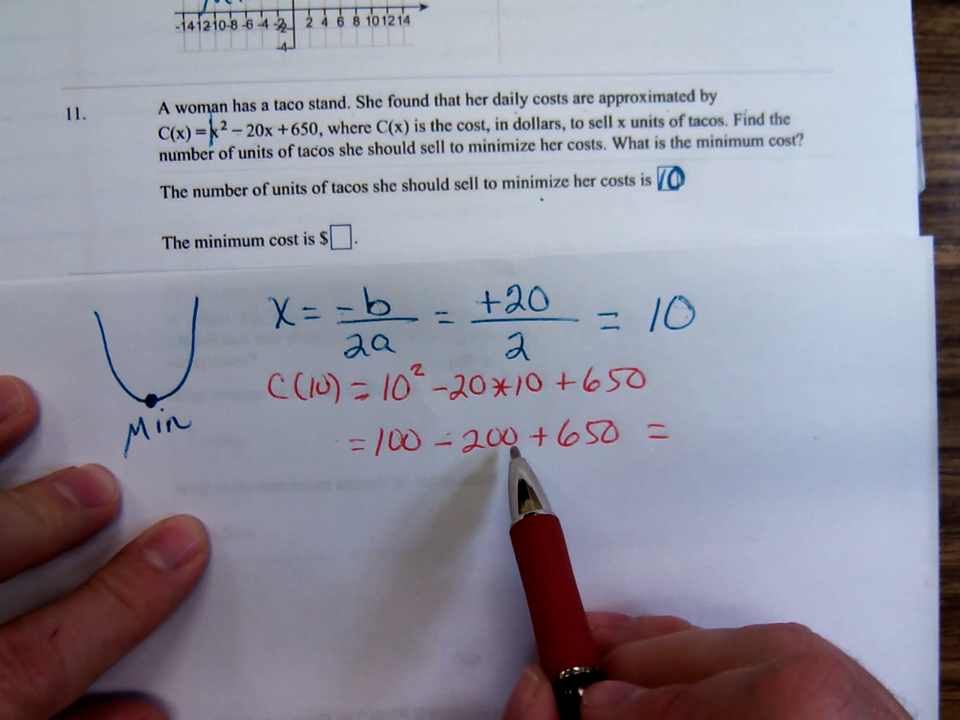 -14 12 10 -8 -6 -4 -2 2 4 6 8 10 12 14
-2
-4
11. A woman has a taco stand. She found that her daily costs are approximated by
C(x) = x² − 20x + 650, where C(x) is the cost, in dollars, to sell x units of tacos. Find the
number of units of tacos she should sell to minimize her costs. What is the minimum cost?
The number of units of tacos she should sell to minimize her costs is 10
The minimum cost is $ .
X = -b/2a = +20/2 = 10
C(10) = 10² - 20*10 + 650
= 100 - 200 + 650 =
Min